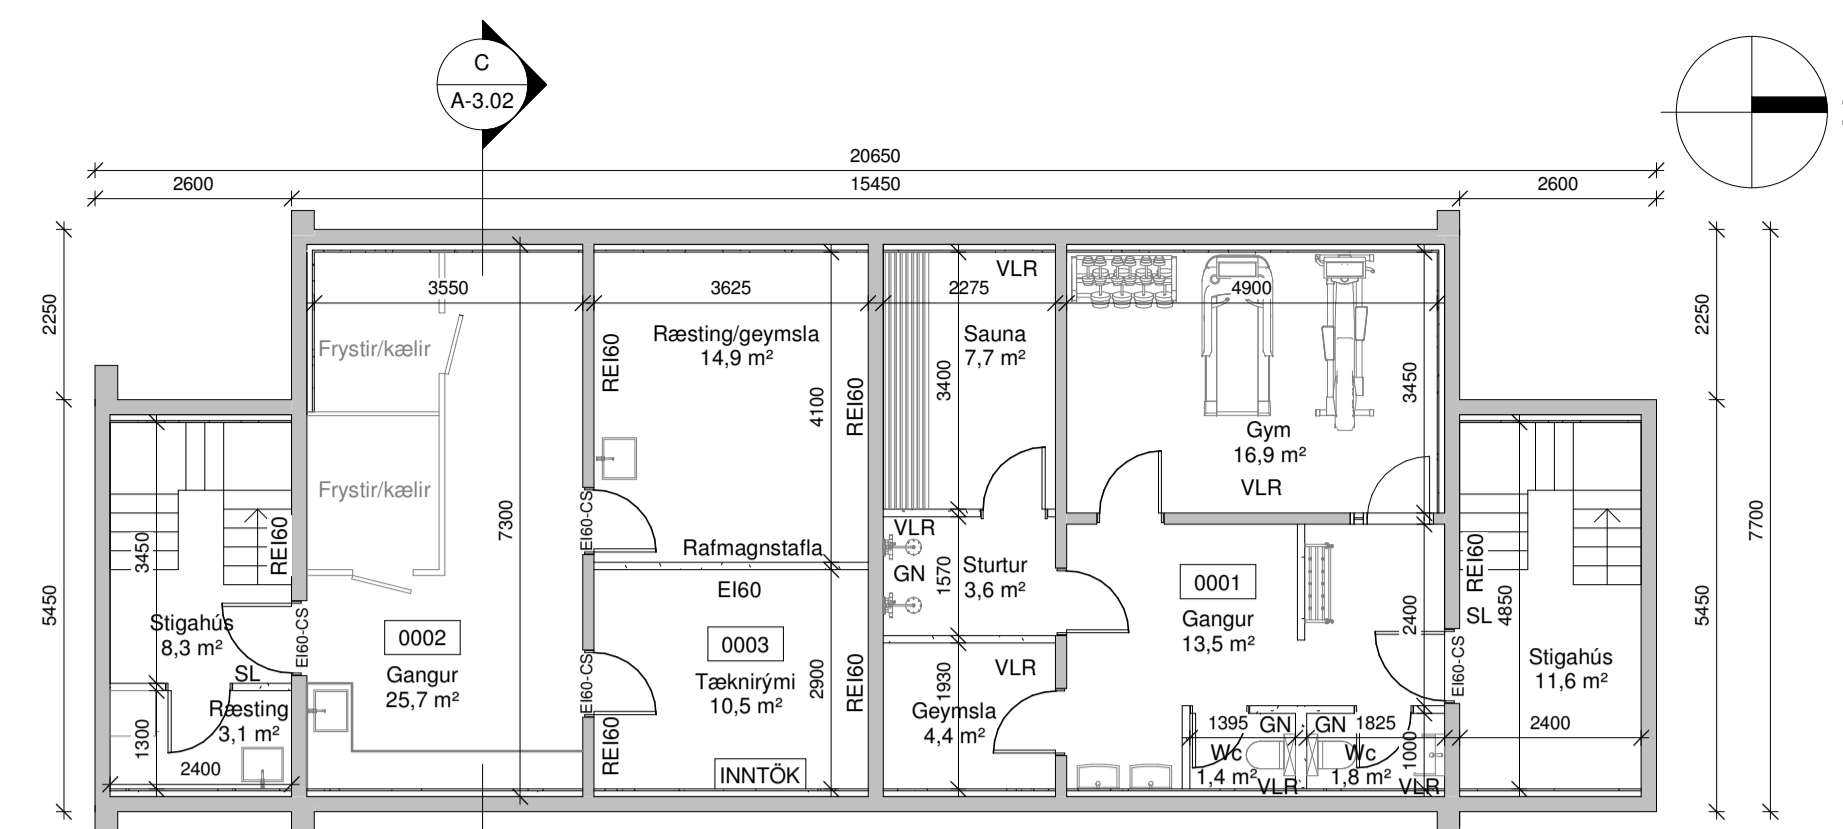 C
A-3.02
20650
2600
15450
2600
2250
5450
2250
5450
7700
3550
3625
2275
4900
VLR
Frystir/kælir
Frystir/kælir
REI60
Ræsting/geymsla
14,9 m²
4100
REI60
Sauna
7,7 m²
3400
3450
Gym
16,9 m²
VLR
7300
EI60-CS
Rafmagnstafla
EI60
VLR
GN
1570
Sturtur
3,6 m²
0001
Gangur
13,5 m²
2400
REI60
SL
4850
EI60-CS
Stigahús
11,6 m²
2400
3450
REI60
Stigahús
8,3 m²
SL
EI60-CS
0002
Gangur
25,7 m²
EI60-CS
0003
Tæknirými
10,5 m²
2900
REI60
REI60
INNTÖK
VLR
1930
Geymsla
4,4 m²
1395
GN
GN
1825
Wc
1,4 m²
VLR
Wc
1,8 m²
1000
VLR
Ræsting
3,1 m²
1300
2400